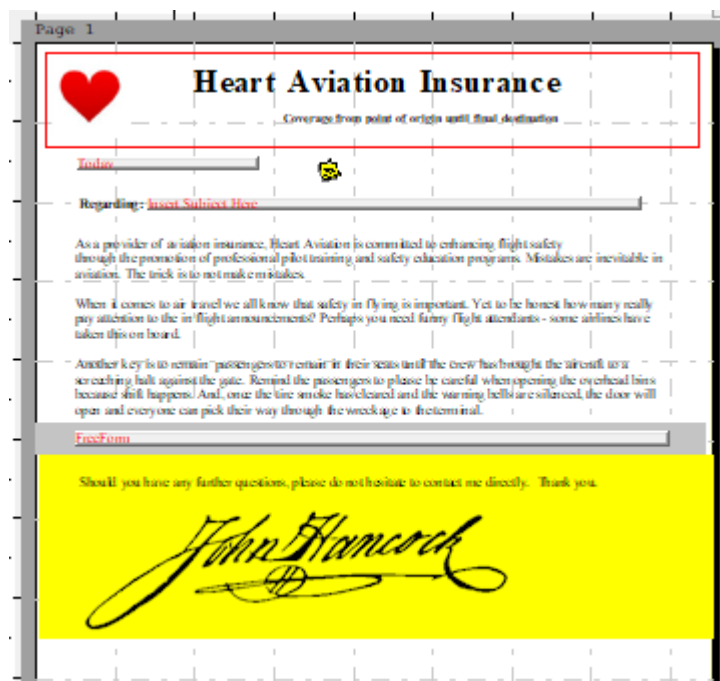 Page 1
Heart Aviation Insurance
Coverage from point of origin until final destination
Today
Regarding: Insert Subject Here
As a provider of aviation insurance, Heart Aviation is committed to enhancing flight safety
through the promotion of professional pilot training and safety education programs. Mistakes are inevitable in
aviation. The trick is to not make mistakes.
When it comes to air travel we all know that safety in flying is important. Yet to be honest how many really
pay attention to the in flight announcements? Perhaps you need funny flight attendants - some airlines have
taken this on board.
Another key is to remain "passengers to remain" in their seats until the crew has brought the aircraft to a
screeching halt against the gate. Remind the passengers to please be careful when opening the overhead bins
because shift happens. And, once the tire smoke has cleared and the warning bells are silenced, the door will
open and everyone can pick their way through the wreckage to the terminal.
FreeForm
Should you have any further questions, please do not hesitate to contact me directly. Thank you.
John Hancock